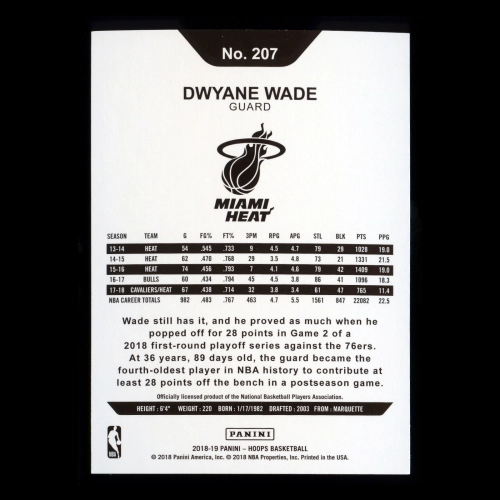 No. 207
DWYANE WADE
GUARD
MIAMI
HEAT
SEASON TEAM G FG% FT% 3PM RPG APG STL BLK PTS PPG
13-14 HEAT 54 .545 .733 9 4.5 4.7 79 29 1028 19.0
14-15 HEAT 62 .470 .768 29 3.5 4.8 73 21 1331 21.5
15-16 HEAT 74 .456 .793 7 4.1 4.6 79 42 1409 19.0
16-17 BULLS 60 .434 .794 45 4.5 3.8 86 41 1096 18.3
17-18 CAVALIERS/HEAT 67 .438 .714 32 3.8 3.4 61 47 765 11.4
NBA CAREER TOTALS 982 .483 .767 463 4.7 5.5 1561 847 22082 22.5
Wade still has it, and he proved as much when he
popped off for 28 points in Game 2 of a
2018 first-round playoff series against the 76ers.
At 36 years, 89 days old, the guard became the
fourth-oldest player in NBA history to contribute at
least 28 points off the bench in a postseason game.
Officially licensed product of the National Basketball Players Association.
HEIGHT: 6'4" WEIGHT: 220 BORN: 1/17/1982 DRAFTED: 2003 FROM: MARQUETTE
PANINI
2018-19 PANINI – HOOPS BASKETBALL
© 2018 Panini America, Inc. © 2018 NBA Properties, Inc. Printed in the USA.
NBA